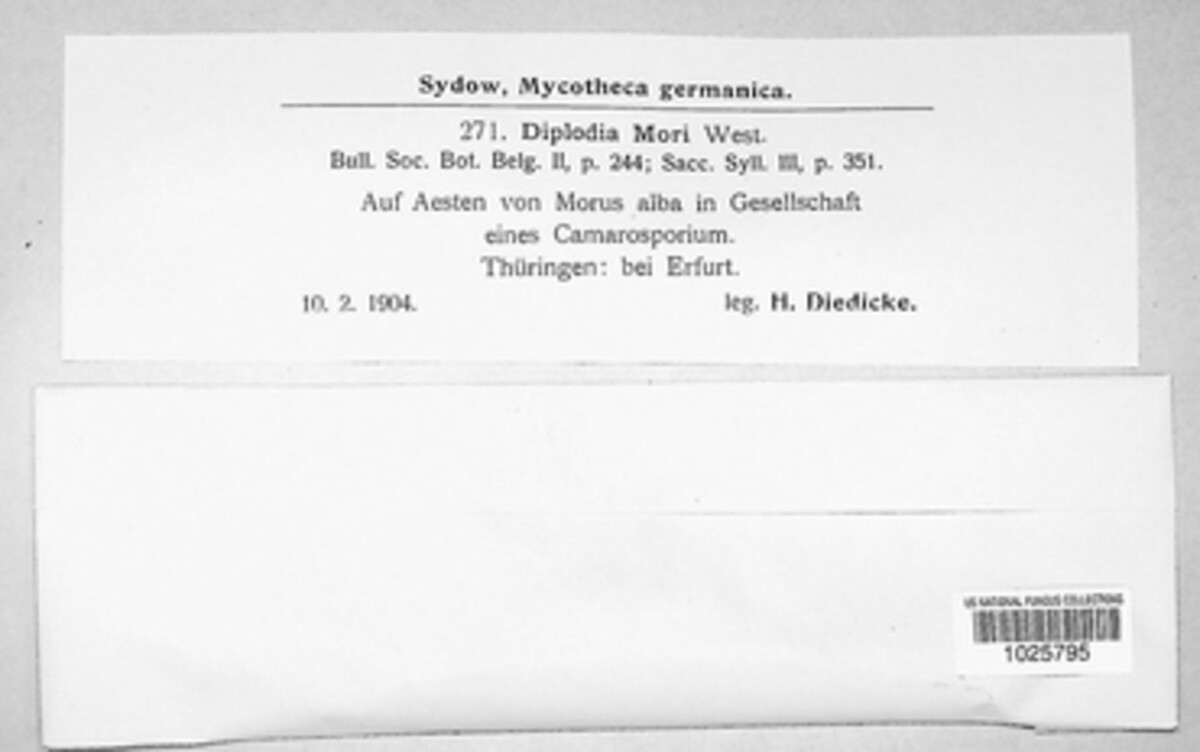 Sydow, Mycotheca germanica.
271. Diplodia Mori West.
Bull. Soc. Bot. Belg. II, p. 244; Sacc. Syll. III, p. 351.
Auf Aesten von Morus alba in Gesellschaft
eines Camarosporium.
Thüringen: bei Erfurt.
10. 2. 1904. leg. H. Diedicke.
US NATIONAL FUNGUS COLLECTIONS
1025795